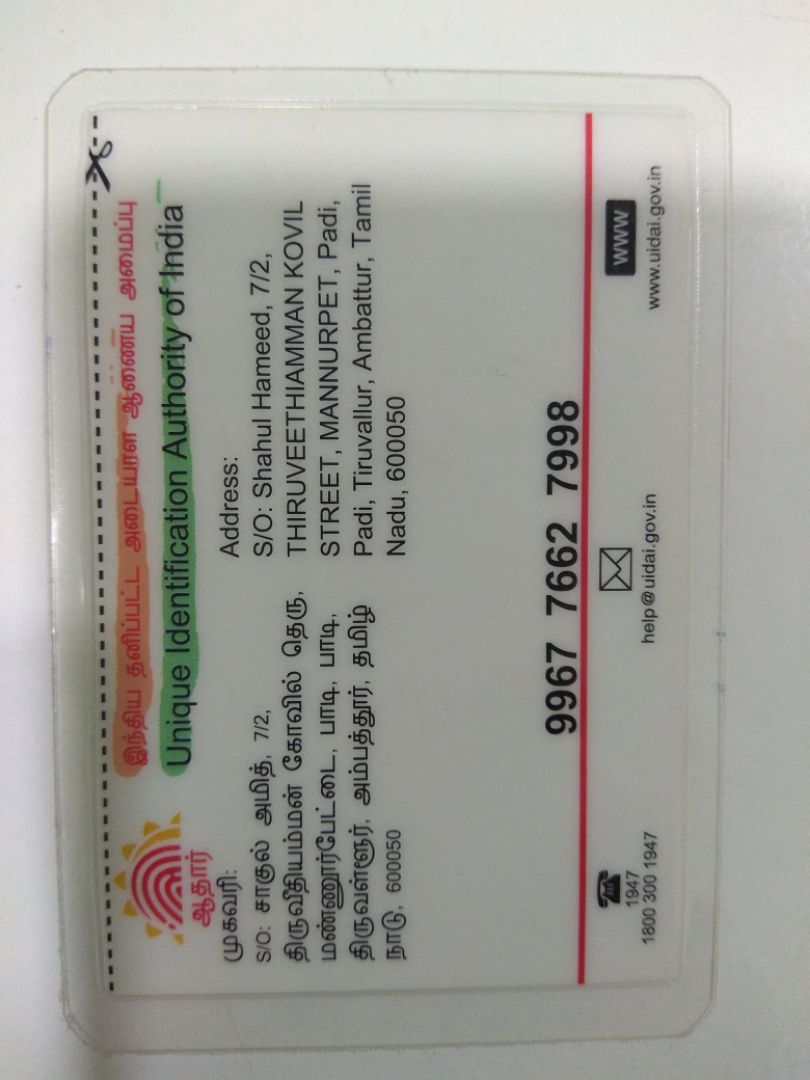 இந்திய தனிப்பட்ட அடையாள ஆணைய அமைப்பு
Unique Identification Authority of India
ஆதார்
முகவரி:
S/O: சாகுல் அமித், 7/2,
திருவீதியம்மன் கோவில் தெரு,
மண்ணூர்பேட்டை, பாடி, பாடி,
திருவள்ளூர், அம்பத்தூர், தமிழ்
நாடு, 600050
Address:
S/O: Shahul Hameed, 7/2,
THIRUVEETHIAMMAN KOVIL
STREET, MANNURPET, Padi,
Padi, Tiruvallur, Ambattur, Tamil
Nadu, 600050
9967 7662 7998
1947
1800 300 1947
help@uidai.gov.in
WWW
www.uidai.gov.in